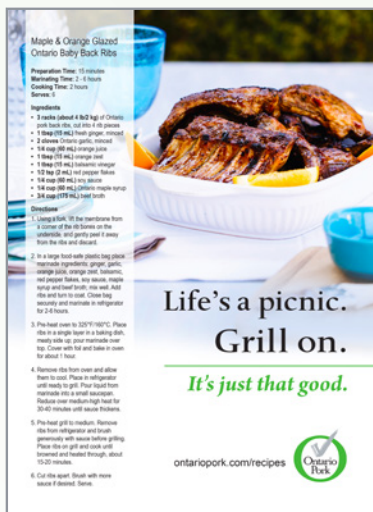 Maple & Orange Glazed
Ontario Baby Back Ribs
Preparation Time: 15 minutes
Marinating Time: 2 - 6 hours
Cooking Time: 2 hours
Serves: 6
Ingredients
• 3 racks (about 4 lb/2 kg) of Ontario
pork back ribs, cut into 4 rib pieces
• 1 tbsp (15 mL) fresh ginger, minced
• 2 cloves Ontario garlic, minced
• 1/4 cup (60 mL) orange juice
• 1 tbsp (15 mL) orange zest
• 1 tbsp (15 mL) balsamic vinegar
• 1/2 tsp (2 mL) red pepper flakes
• 1/4 cup (60 mL) soy sauce
• 1/4 cup (60 mL) Ontario maple syrup
• 3/4 cup (175 mL) beef broth
Directions
1. Using a fork, lift the membrane from
a corner of the rib bones on the
underside, and gently peel it away
from the ribs and discard.
2. In a large food-safe plastic bag place
marinade ingredients; ginger, garlic,
orange juice, orange zest, balsamic,
red pepper flakes, soy sauce, maple
syrup and beef broth; mix well. Add
ribs and turn to coat. Close bag
securely and marinate in refrigerator
for 2-6 hours.
3. Pre-heat oven to 325°F/160°C. Place
ribs in a single layer in a baking dish,
meaty side up; pour marinade over
top. Cover with foil and bake in oven
for about 1 hour.
4. Remove ribs from oven and allow
them to cool. Place in refrigerator
until ready to grill. Pour liquid from
marinade into a small saucepan.
Reduce over medium-high heat for
30-40 minutes until sauce thickens.
5. Pre-heat grill to medium. Remove
ribs from refrigerator and brush
generously with sauce before grilling.
Place ribs on grill and cook until
browned and heated through, about
15-20 minutes.
6. Cut ribs apart. Brush with more
sauce if desired. Serve.
Life's a picnic.
Grill on.
It's just that good.
ontariopork.com/recipes
Ontario
Pork